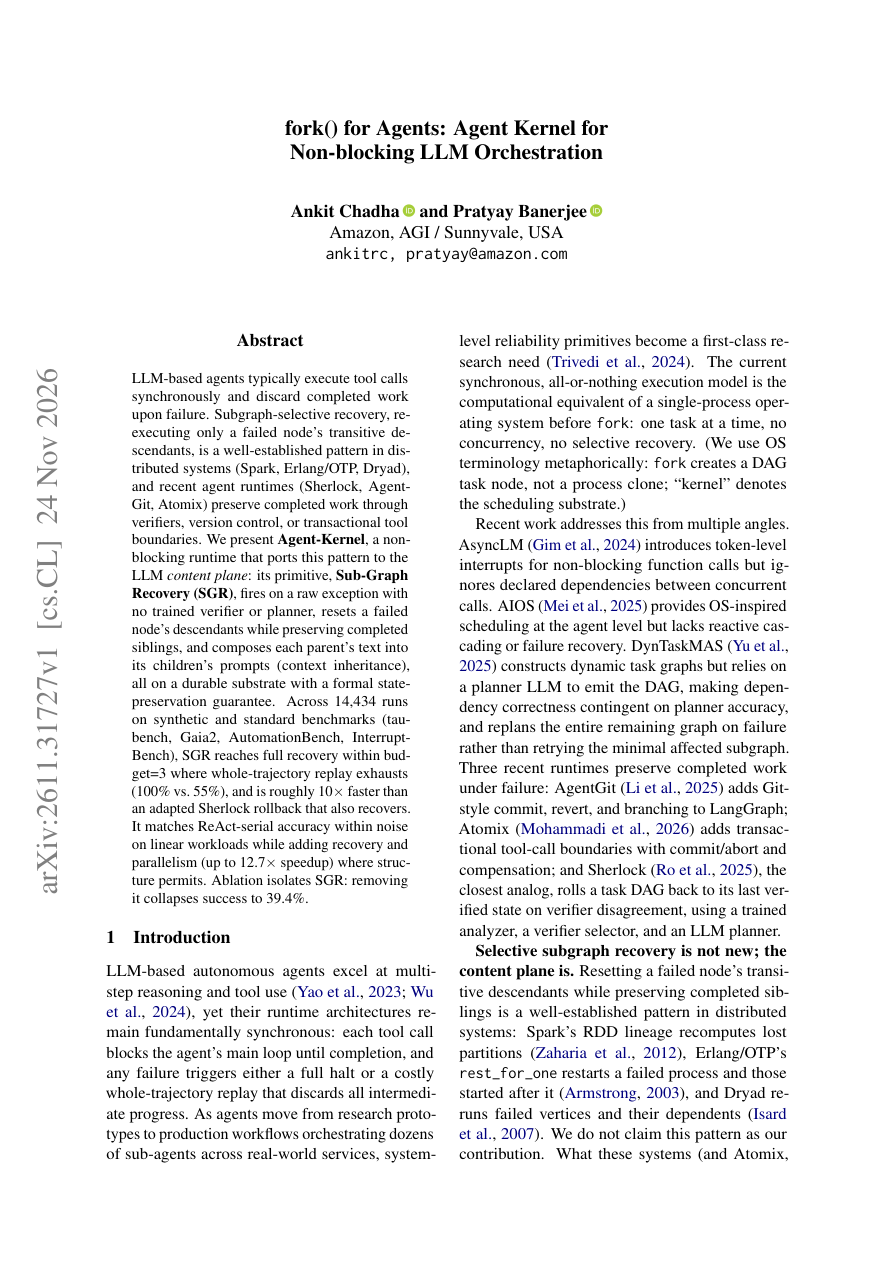 fork() for Agents: Agent Kernel for
Non-blocking LLM Orchestration
Ankit Chadha and Pratyay Banerjee
Amazon, AGI / Sunnyvale, USA
ankitrc, pratyay@amazon.com
arXiv:2611.31727v1 [cs.CL] 24 Nov 2026
Abstract
LLM-based agents typically execute tool calls
synchronously and discard completed work
upon failure. Subgraph-selective recovery, re-
executing only a failed node's transitive de-
scendants, is a well-established pattern in dis-
tributed systems (Spark, Erlang/OTP, Dryad),
and recent agent runtimes (Sherlock, Agent-
Git, Atomix) preserve completed work through
verifiers, version control, or transactional tool
boundaries. We present Agent-Kernel, a non-
blocking runtime that ports this pattern to the
LLM content plane: its primitive, Sub-Graph
Recovery (SGR), fires on a raw exception with
no trained verifier or planner, resets a failed
node's descendants while preserving completed
siblings, and composes each parent's text into
its children's prompts (context inheritance),
all on a durable substrate with a formal state-
preservation guarantee. Across 14,434 runs
on synthetic and standard benchmarks (tau-
bench, Gaia2, AutomationBench, Interrupt-
Bench), SGR reaches full recovery within bud-
get=3 where whole-trajectory replay exhausts
(100% vs. 55%), and is roughly 10× faster than
an adapted Sherlock rollback that also recovers.
It matches ReAct-serial accuracy within noise
on linear workloads while adding recovery and
parallelism (up to 12.7× speedup) where struc-
ture permits. Ablation isolates SGR: removing
it collapses success to 39.4%.
1 Introduction
LLM-based autonomous agents excel at multi-
step reasoning and tool use (Yao et al., 2023; Wu
et al., 2024), yet their runtime architectures re-
main fundamentally synchronous: each tool call
blocks the agent's main loop until completion, and
any failure triggers either a full halt or a costly
whole-trajectory replay that discards all intermedi-
ate progress. As agents move from research proto-
types to production workflows orchestrating dozens
of sub-agents across real-world services, system-
level reliability primitives become a first-class re-
search need (Trivedi et al., 2024). The current
synchronous, all-or-nothing execution model is the
computational equivalent of a single-process oper-
ating system before fork: one task at a time, no
concurrency, no selective recovery. (We use OS
terminology metaphorically: fork creates a DAG
task node, not a process clone; “kernel” denotes
the scheduling substrate.)
Recent work addresses this from multiple angles.
AsyncLM (Gim et al., 2024) introduces token-level
interrupts for non-blocking function calls but ig-
nores declared dependencies between concurrent
calls. AIOS (Mei et al., 2025) provides OS-inspired
scheduling at the agent level but lacks reactive cas-
cading or failure recovery. DynTaskMAS (Yu et al.,
2025) constructs dynamic task graphs but relies on
a planner LLM to emit the DAG, making depen-
dency correctness contingent on planner accuracy,
and replans the entire remaining graph on failure
rather than retrying the minimal affected subgraph.
Three recent runtimes preserve completed work
under failure: AgentGit (Li et al., 2025) adds Git-
style commit, revert, and branching to LangGraph;
Atomix (Mohammadi et al., 2026) adds transac-
tional tool-call boundaries with commit/abort and
compensation; and Sherlock (Ro et al., 2025), the
closest analog, rolls a task DAG back to its last ver-
ified state on verifier disagreement, using a trained
analyzer, a verifier selector, and an LLM planner.
Selective subgraph recovery is not new; the
content plane is. Resetting a failed node's transi-
tive descendants while preserving completed sib-
lings is a well-established pattern in distributed
systems: Spark's RDD lineage recomputes lost
partitions (Zaharia et al., 2012), Erlang/OTP's
rest_for_one restarts a failed process and those
started after it (Armstrong, 2003), and Dryad re-
runs failed vertices and their dependents (Isard
et al., 2007). We do not claim this pattern as our
contribution. What these systems (and Atomix,